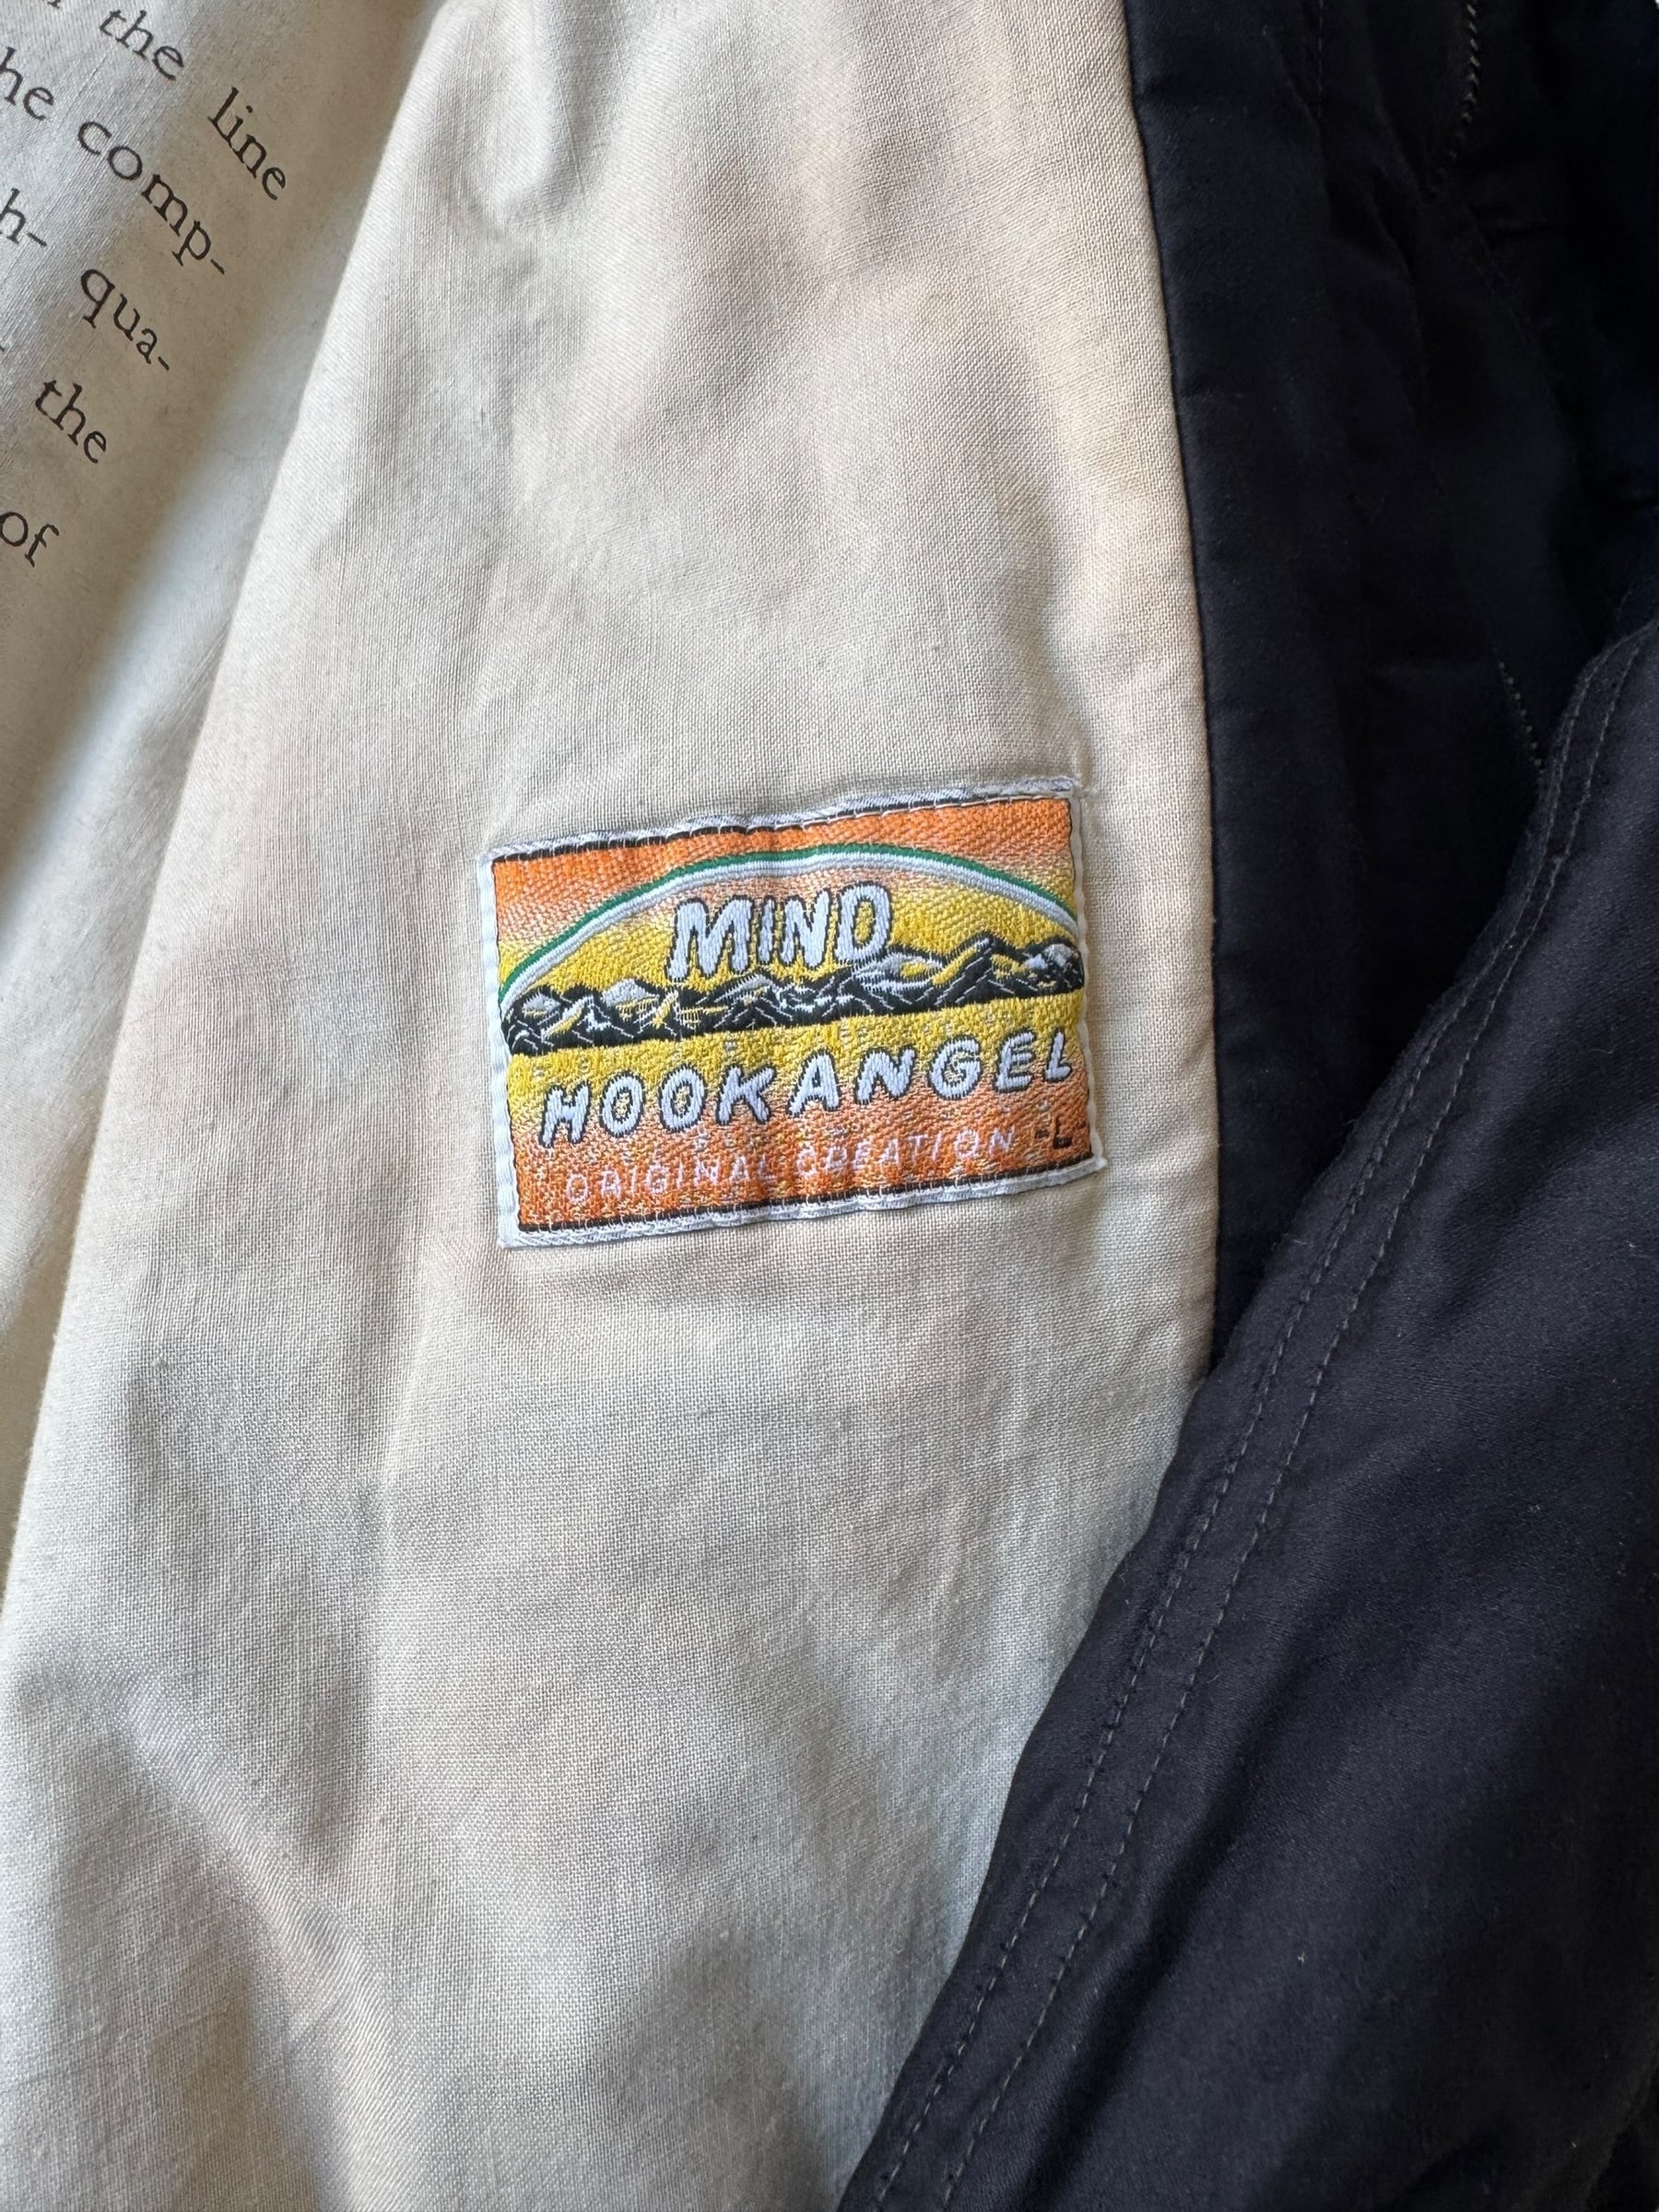 the line
he comp-
h- qua-
the
of
MIND
HOOKANGEL
ORIGINAL CREATION -L-